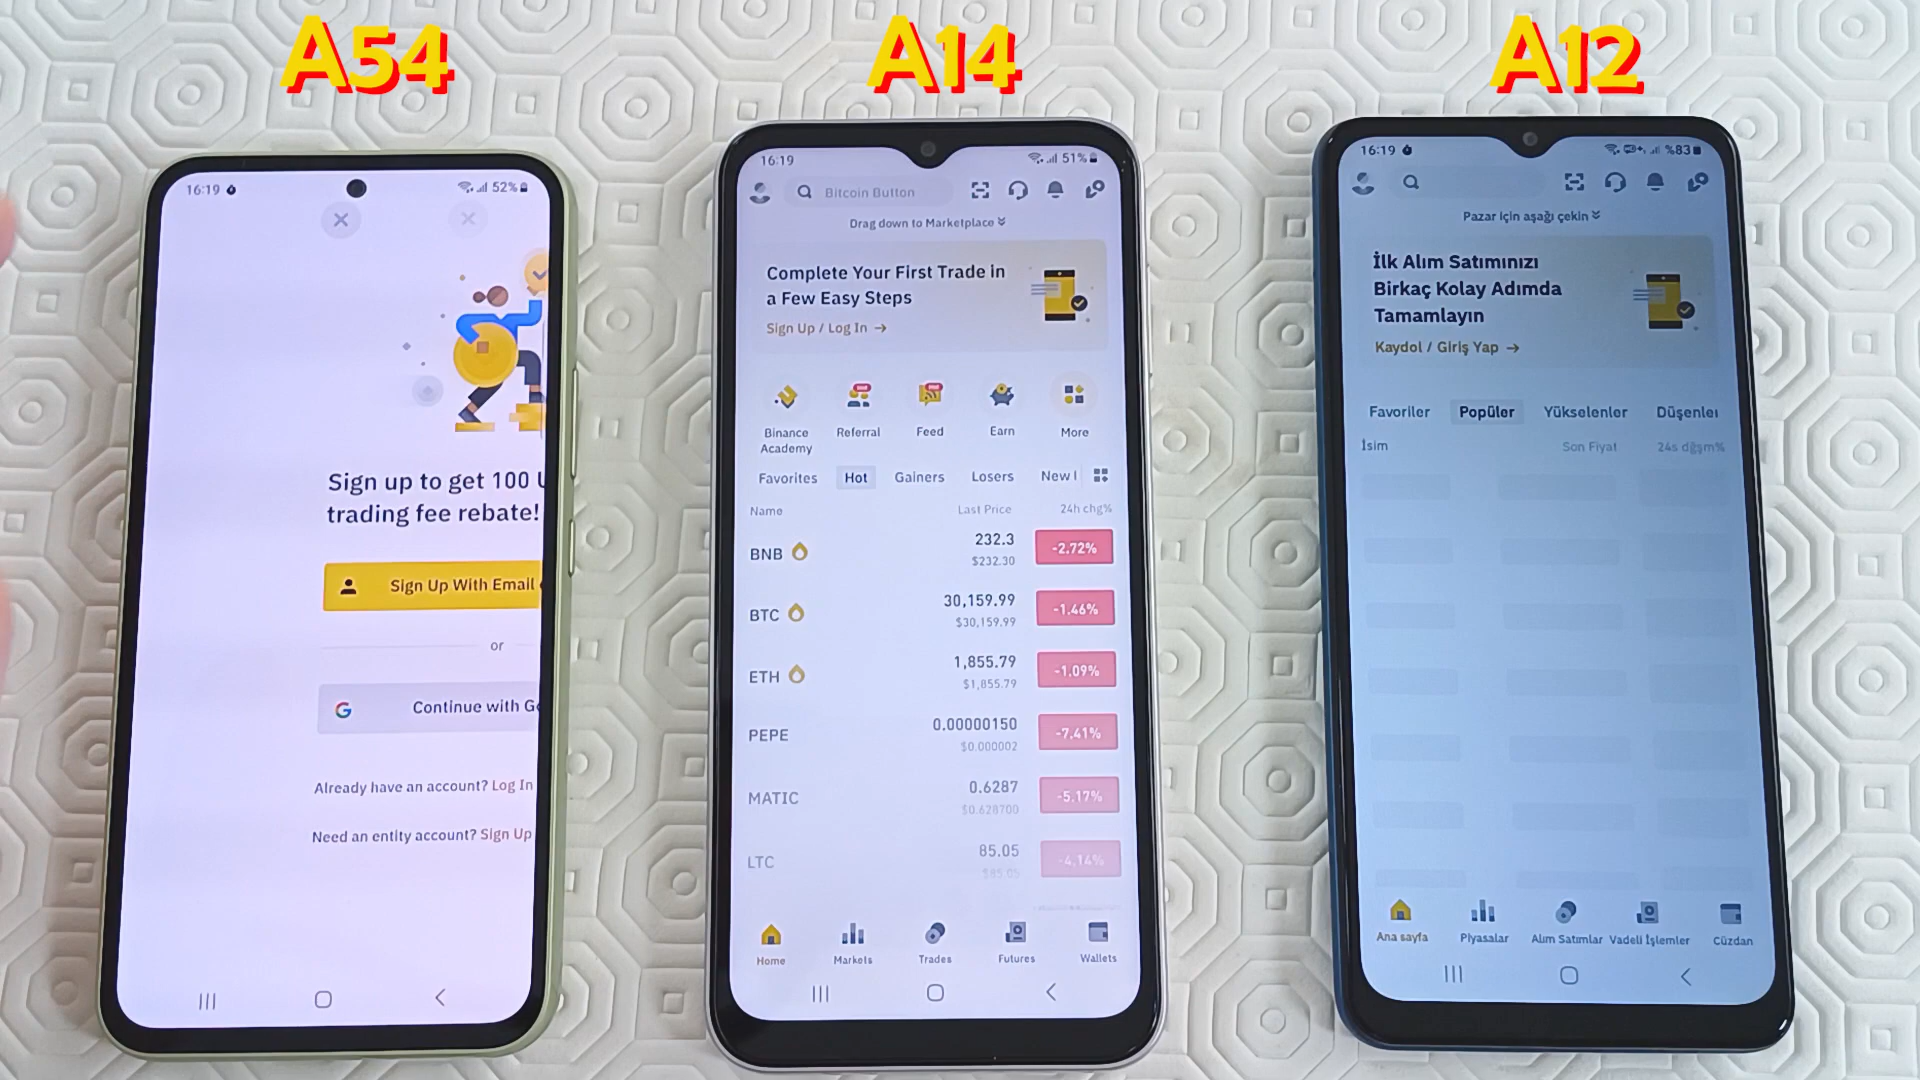 A54
A14
A12
16:19
52%
Sign up to get 100 U
trading fee rebate!
Sign Up With Email
or
Continue with Go
Already have an account? Log In
Need an entity account? Sign Up
16:19
51%
Bitcoin Button
Drag down to Marketplace
Complete Your First Trade in
a Few Easy Steps
Sign Up / Log In →
Binance Academy
Referral
Feed
Earn
More
Favorites Hot Gainers Losers New
Name Last Price 24h chg%
BNB 232.3 -2.72%
$232.30
BTC 30,159.99 -1.46%
$30,159.99
ETH 1,855.79 -1.09%
$1,855.79
PEPE 0.00000150 -7.41%
$0.000002
MATIC 0.6287 -5.17%
$0.628700
LTC 85.05 -4.14%
$85.05
Home Markets Trades Futures Wallets
16:19
%83
Pazar için aşağı çekin
İlk Alım Satımınızı
Birkaç Kolay Adımda
Tamamlayın
Kaydol / Giriş Yap →
Favoriler Popüler Yükselenler Düşenler
İsim Son Fiyat 24s dğşm%
Ana sayfa Piyasalar Alım Satımlar Vadeli İşlemler Cüzdan